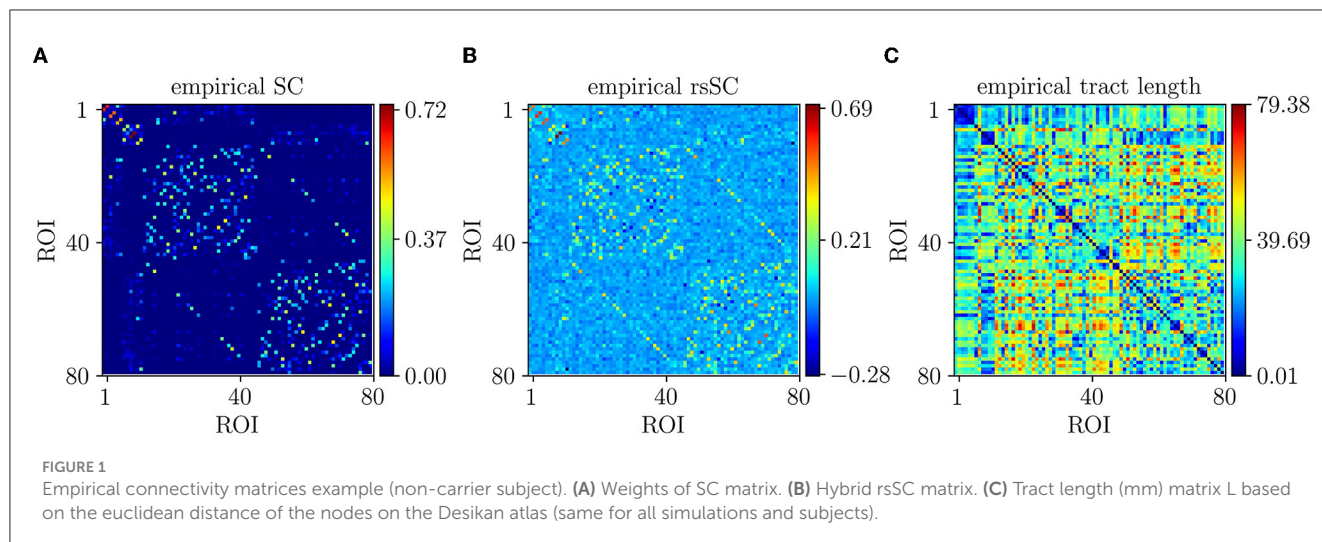 A
B
C
empirical SC
empirical rsSC
empirical tract length
1
40
80
ROI
1
40
80
ROI
0.72
0.37
0.00
1
40
80
ROI
1
40
80
ROI
0.69
0.21
−0.28
1
40
80
ROI
1
40
80
ROI
79.38
39.69
0.01
FIGURE 1
Empirical connectivity matrices example (non-carrier subject). (A) Weights of SC matrix. (B) Hybrid rsSC matrix. (C) Tract length (mm) matrix L based
on the euclidean distance of the nodes on the Desikan atlas (same for all simulations and subjects).